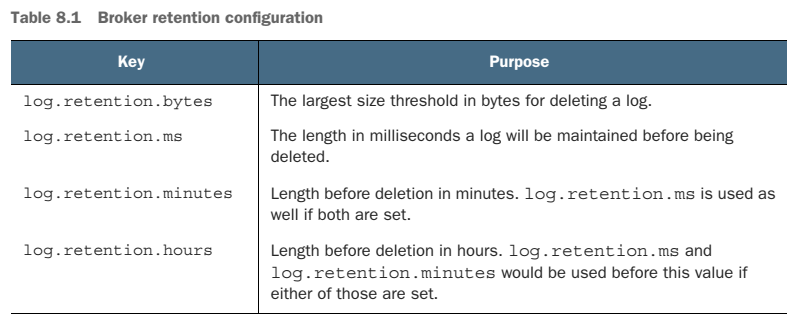 Table 8.1 Broker retention configuration
Key Purpose
log.retention.bytes The largest size threshold in bytes for deleting a log.
log.retention.ms The length in milliseconds a log will be maintained before being
deleted.
log.retention.minutes Length before deletion in minutes. log.retention.ms is used as
well if both are set.
log.retention.hours Length before deletion in hours. log.retention.ms and
log.retention.minutes would be used before this value if
either of those are set.